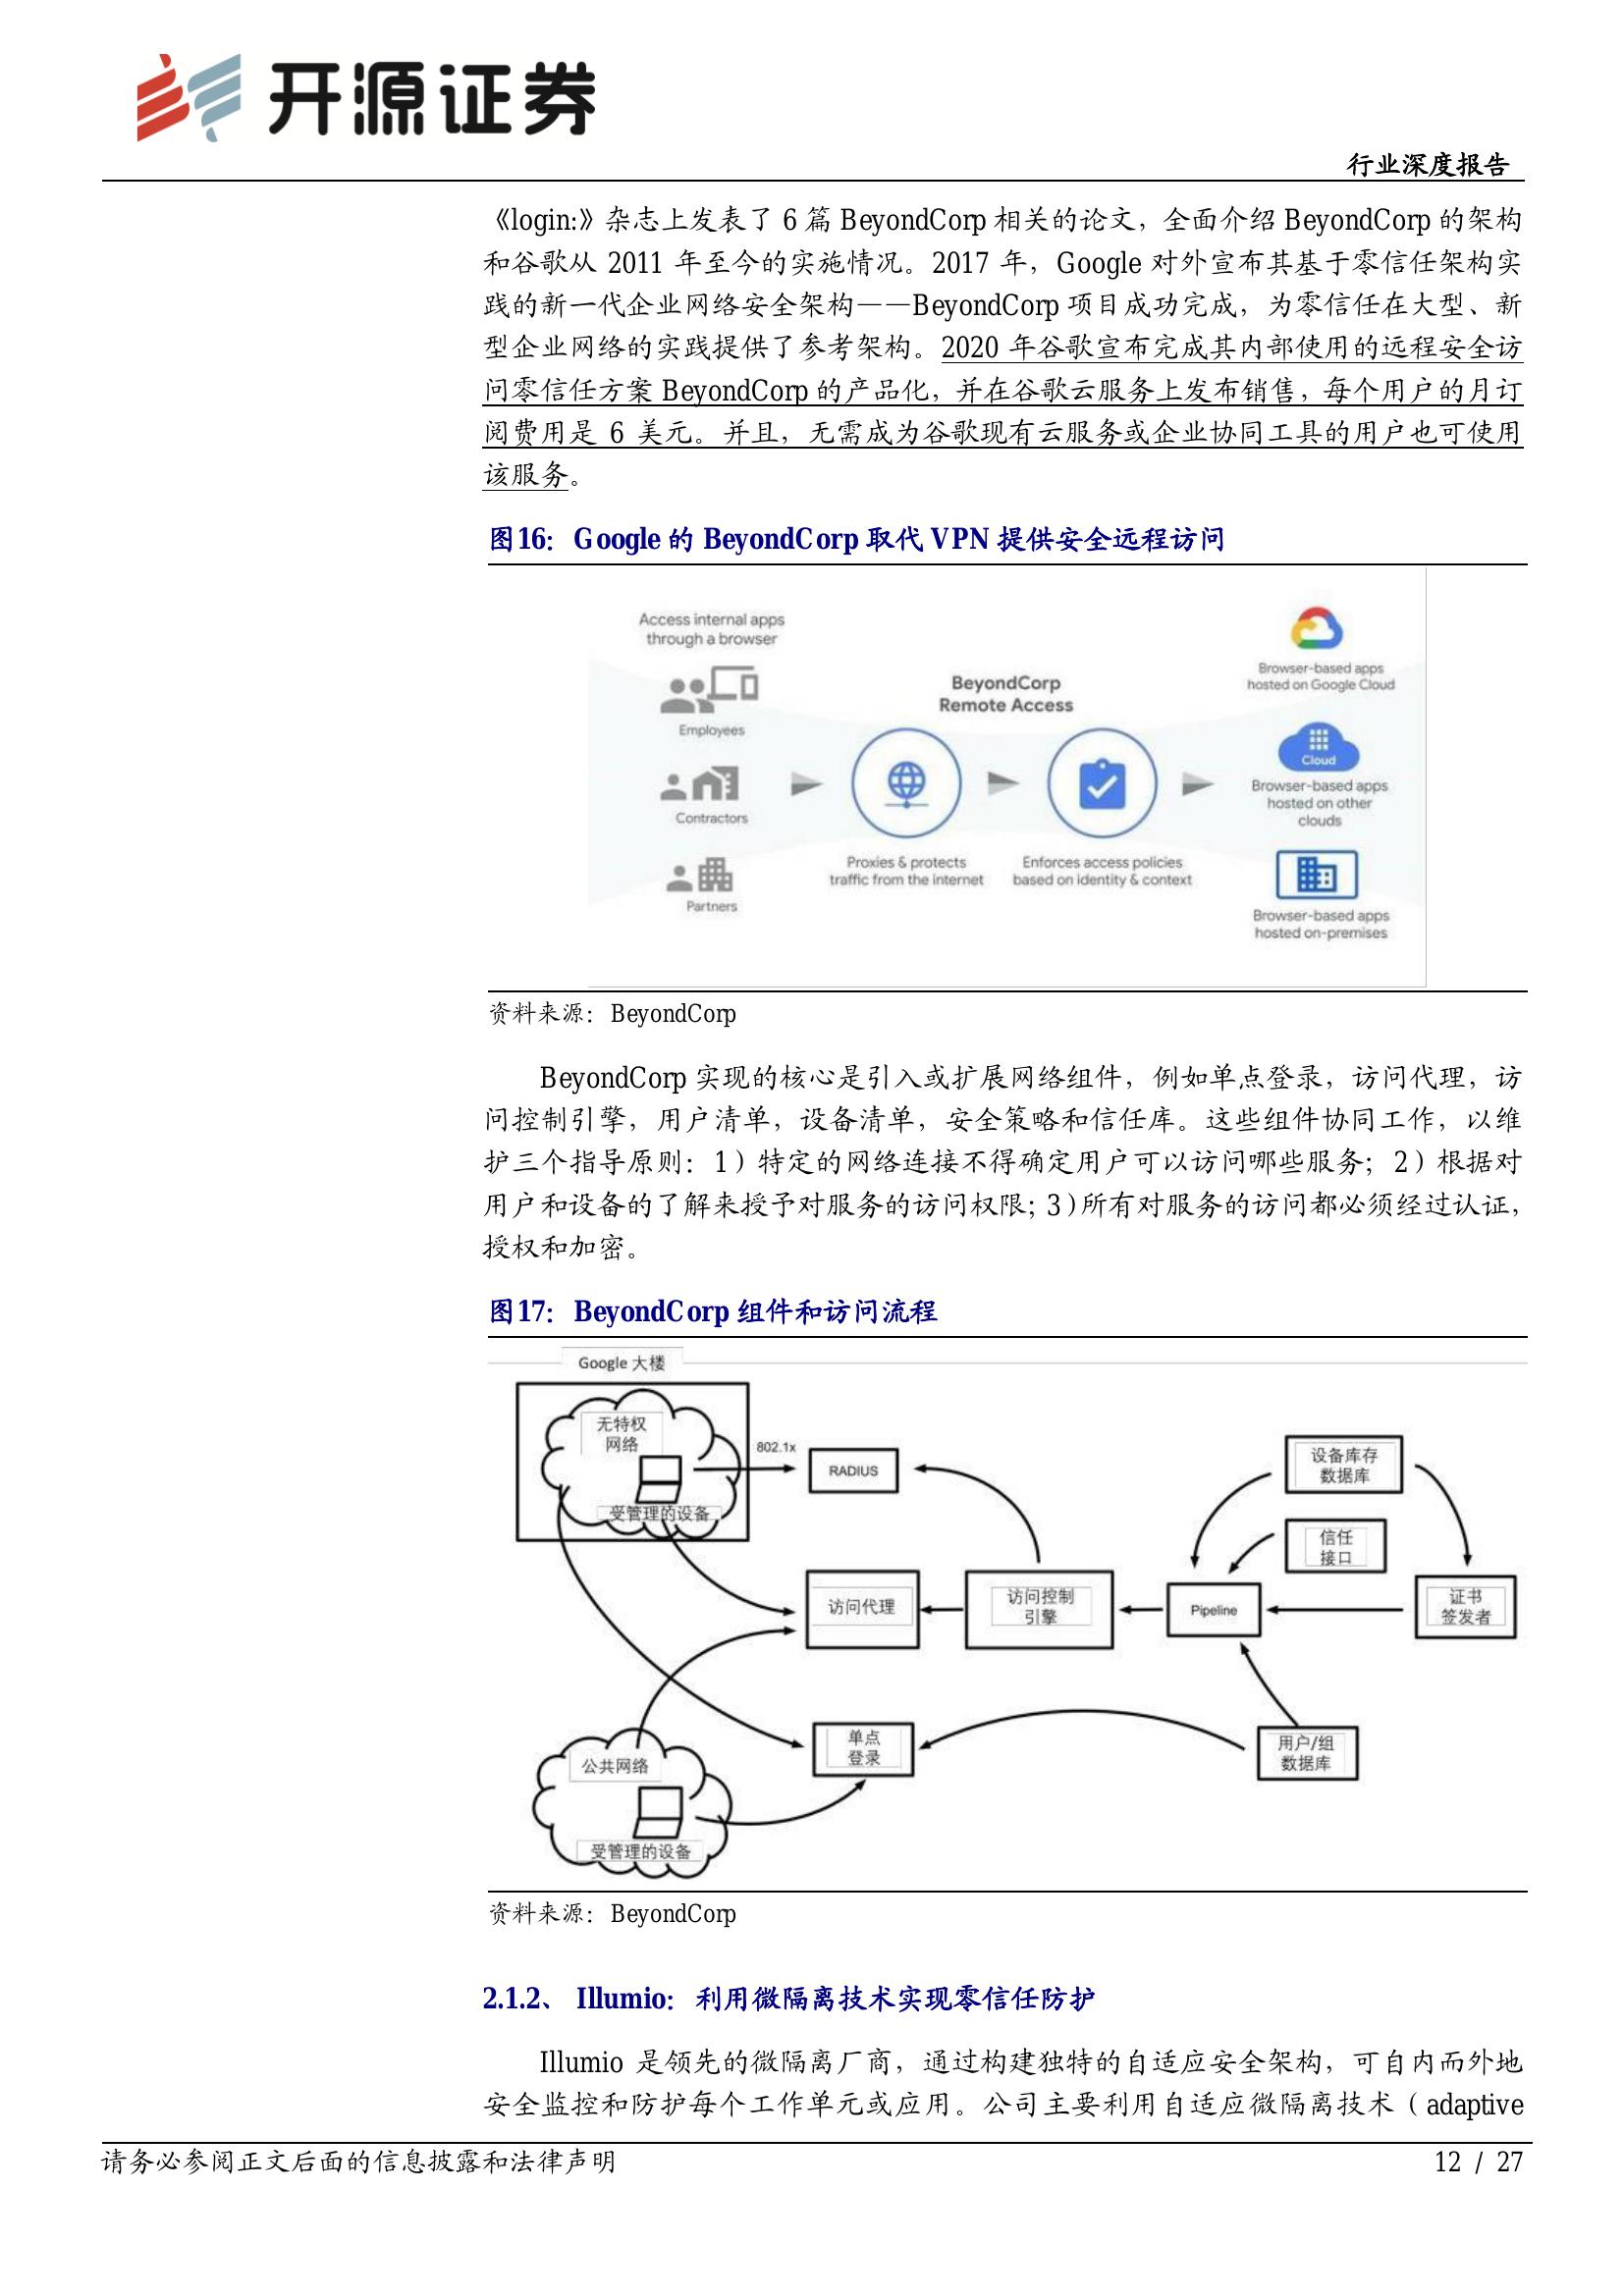 开源证券
行业深度报告
《login:》杂志上发表了 6 篇 BeyondCorp 相关的论文，全面介绍 BeyondCorp 的架构
和谷歌从 2011 年至今的实施情况。2017 年，Google 对外宣布其基于零信任架构实
践的新一代企业网络安全架构——BeyondCorp 项目成功完成，为零信任在大型、新
型企业网络的实践提供了参考架构。2020 年谷歌宣布完成其内部使用的远程安全访
问零信任方案 BeyondCorp 的产品化，并在谷歌云服务上发布销售，每个用户的月订
阅费用是 6 美元。并且，无需成为谷歌现有云服务或企业协同工具的用户也可使用
该服务。
图16： Google 的 BeyondCorp 取代 VPN 提供安全远程访问
Access internal apps
through a browser
Employees
Contractors
Partners
BeyondCorp
Remote Access
Proxies & protects
traffic from the internet
Enforces access policies
based on identity & context
Browser-based apps
hosted on Google Cloud
Cloud
Browser-based apps
hosted on other
clouds
Browser-based apps
hosted on-premises
资料来源：BeyondCorp
BeyondCorp 实现的核心是引入或扩展网络组件，例如单点登录，访问代理，访
问控制引擎，用户清单，设备清单，安全策略和信任库。这些组件协同工作，以维
护三个指导原则：1）特定的网络连接不得确定用户可以访问哪些服务；2）根据对
用户和设备的了解来授予对服务的访问权限；3）所有对服务的访问都必须经过认证，
授权和加密。
图17： BeyondCorp 组件和访问流程
Google 大楼
无特权
网络
受管理的设备
802.1x
RADIUS
设备库存
数据库
信任
接口
访问代理
访问控制
引擎
Pipeline
证书
签发者
单点
登录
用户/组
数据库
公共网络
受管理的设备
资料来源：BeyondCorp
2.1.2、 Illumio： 利用微隔离技术实现零信任防护
Illumio 是领先的微隔离厂商，通过构建独特的自适应安全架构，可自内而外地
安全监控和防护每个工作单元或应用。公司主要利用自适应微隔离技术（adaptive
请务必参阅正文后面的信息披露和法律声明
12 / 27